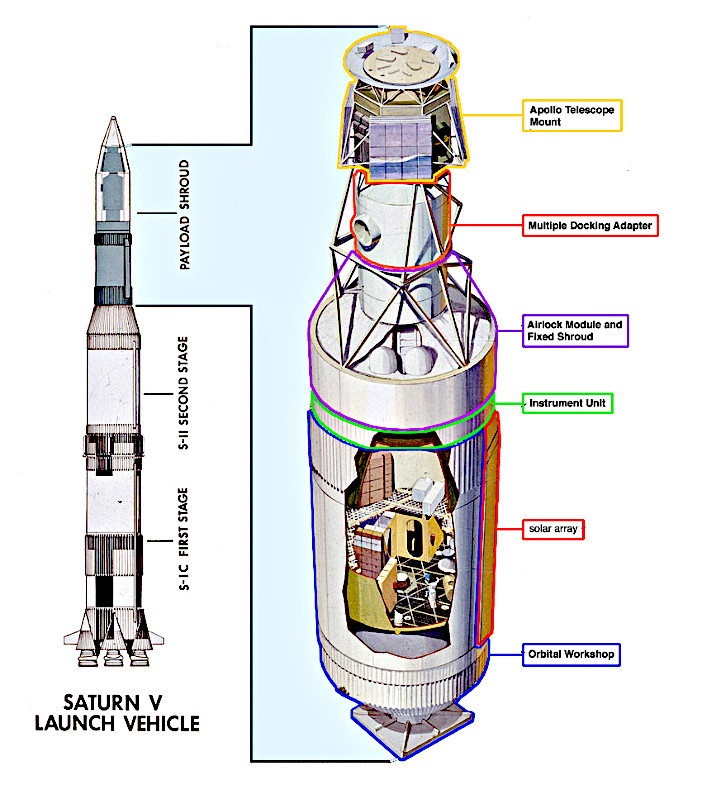 PAYLOAD SHROUD
S-II SECOND STAGE
S-IC FIRST STAGE
SATURN V
LAUNCH VEHICLE
Apollo Telescope
Mount
Multiple Docking Adapter
Airlock Module and
Fixed Shroud
Instrument Unit
solar array
Orbital Workshop